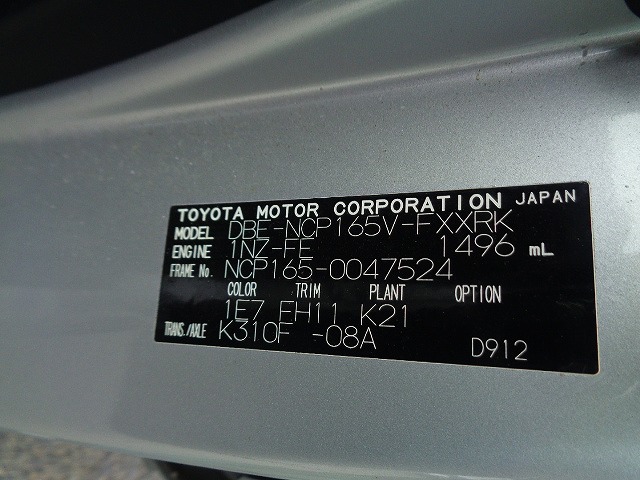 TOYOTA MOTOR CORPORATION JAPAN
MODEL DBE-NCP165V-FXXRK
ENGINE 1NZ-FE 1496 mL
FRAME No. NCP165-0047524
COLOR TRIM PLANT OPTION
1E7 FH11 K21
TRANS./AXLE K310F -08A
D912